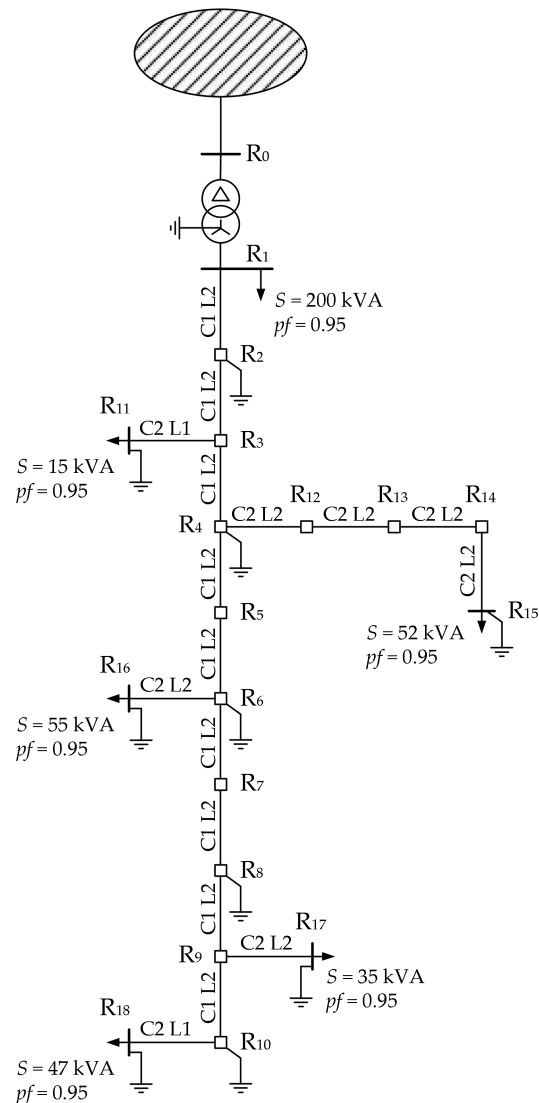 R0
R1
S = 200 kVA
pf = 0.95
C1 L2
R2
C1 L2
R11
C2 L1
R3
S = 15 kVA
pf = 0.95
C1 L2
R12
R13
R14
R4
C2 L2
C2 L2
C2 L2
C2 L2
R15
S = 52 kVA
pf = 0.95
C1 L2
R5
C1 L2
R16
C2 L2
R6
S = 55 kVA
pf = 0.95
C1 L2
R7
C1 L2
R8
C1 L2
R17
R9
C2 L2
S = 35 kVA
pf = 0.95
C1 L2
R18
C2 L1
R10
S = 47 kVA
pf = 0.95